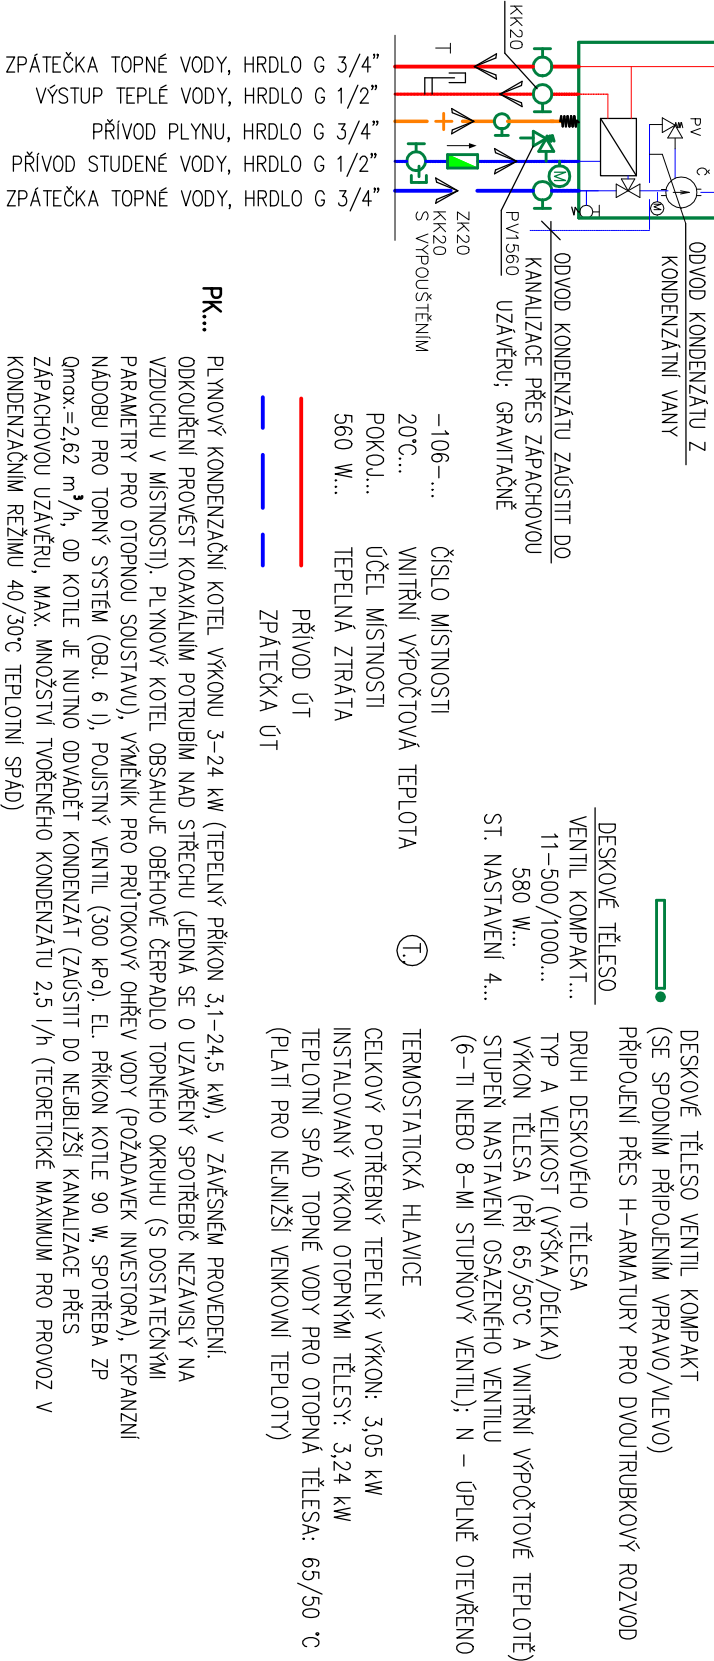 ZPÁTEČKA TOPNÉ VODY, HRDLO G 3/4"
VÝSTUP TEPLÉ VODY, HRDLO G 1/2"
PŘÍVOD PLYNU, HRDLO G 3/4"
PŘÍVOD STUDENÉ VODY, HRDLO G 1/2"
ZPÁTEČKA TOPNÉ VODY, HRDLO G 3/4"
KK20
T
PV
Č
M
M
PV1560
ZK20
KK20
S VYPOUŠTĚNÍM
ODVOD KONDENZÁTU Z
KONDENZÁTNÍ VANY
ODVOD KONDENZÁTU ZAÚSTIT DO
KANALIZACE PŘES ZÁPACHOVOU
UZÁVĚRU; GRAVITAČNĚ
-106-... ČÍSLO MÍSTNOSTI
20°C... VNITŘNÍ VÝPOČTOVÁ TEPLOTA
POKOJ... ÚČEL MÍSTNOSTI
560 W... TEPELNÁ ZTRÁTA
PŘÍVOD ÚT
ZPÁTEČKA ÚT
DESKOVÉ TĚLESO VENTIL KOMPAKT
(SE SPODNÍM PŘIPOJENÍM VPRAVO/VLEVO)
PŘIPOJENÍ PŘES H-ARMATURY PRO DVOUTRUBKOVÝ ROZVOD
DESKOVÉ TĚLESO
VENTIL KOMPAKT... DRUH DESKOVÉHO TĚLESA
11-500/1000... TYP A VELIKOST (VÝŠKA/DÉLKA)
580 W... VÝKON TĚLESA (PŘI 65/50°C A VNITŘNÍ VÝPOČTOVÉ TEPLOTĚ)
ST. NASTAVENÍ 4... STUPEŇ NASTAVENÍ OSAZENÉHO VENTILU
(6-TI NEBO 8-MI STUPŇOVÝ VENTIL); N - ÚPLNĚ OTEVŘENO
T. TERMOSTATICKÁ HLAVICE
CELKOVÝ POTŘEBNÝ TEPELNÝ VÝKON: 3,05 kW
INSTALOVANÝ VÝKON OTOPNÝMI TĚLESY: 3,24 kW
TEPLOTNÍ SPÁD TOPNÉ VODY PRO OTOPNÁ TĚLESA: 65/50 °C
(PLATÍ PRO NEJNIŽŠÍ VENKOVNÍ TEPLOTY)
PK... PLYNOVÝ KONDENZAČNÍ KOTEL VÝKONU 3-24 kW (TEPELNÝ PŘÍKON 3,1-24,5 kW), V ZÁVĚSNÉM PROVEDENÍ.
ODKOUŘENÍ PROVÉST KOAXIÁLNÍM POTRUBÍM NAD STŘECHU (JEDNÁ SE O UZAVŘENÝ SPOTŘEBIČ NEZÁVISLÝ NA
VZDUCHU V MÍSTNOSTI). PLYNOVÝ KOTEL OBSAHUJE OBĚHOVÉ ČERPADLO TOPNÉHO OKRUHU (S DOSTATEČNÝMI
PARAMETRY PRO OTOPNOU SOUSTAVU), VÝMĚNÍK PRO PRŮTOKOVÝ OHŘEV VODY (POŽADAVEK INVESTORA), EXPANZNÍ
NÁDOBU PRO TOPNÝ SYSTÉM (OBJ. 6 l), POJISTNÝ VENTIL (300 kPa). EL. PŘÍKON KOTLE 90 W, SPOTŘEBA ZP
Qmax.=2,62 m³/h, OD KOTLE JE NUTNO ODVÁDĚT KONDENZÁT (ZAÚSTIT DO NEJBLIŽŠÍ KANALIZACE PŘES
ZÁPACHOVOU UZÁVĚRU, MAX. MNOŽSTVÍ TVOŘENÉHO KONDENZÁTU 2,5 l/h (TEORETICKÉ MAXIMUM PRO PROVOZ V
KONDENZAČNÍM REŽIMU 40/30°C TEPLOTNÍ SPÁD)